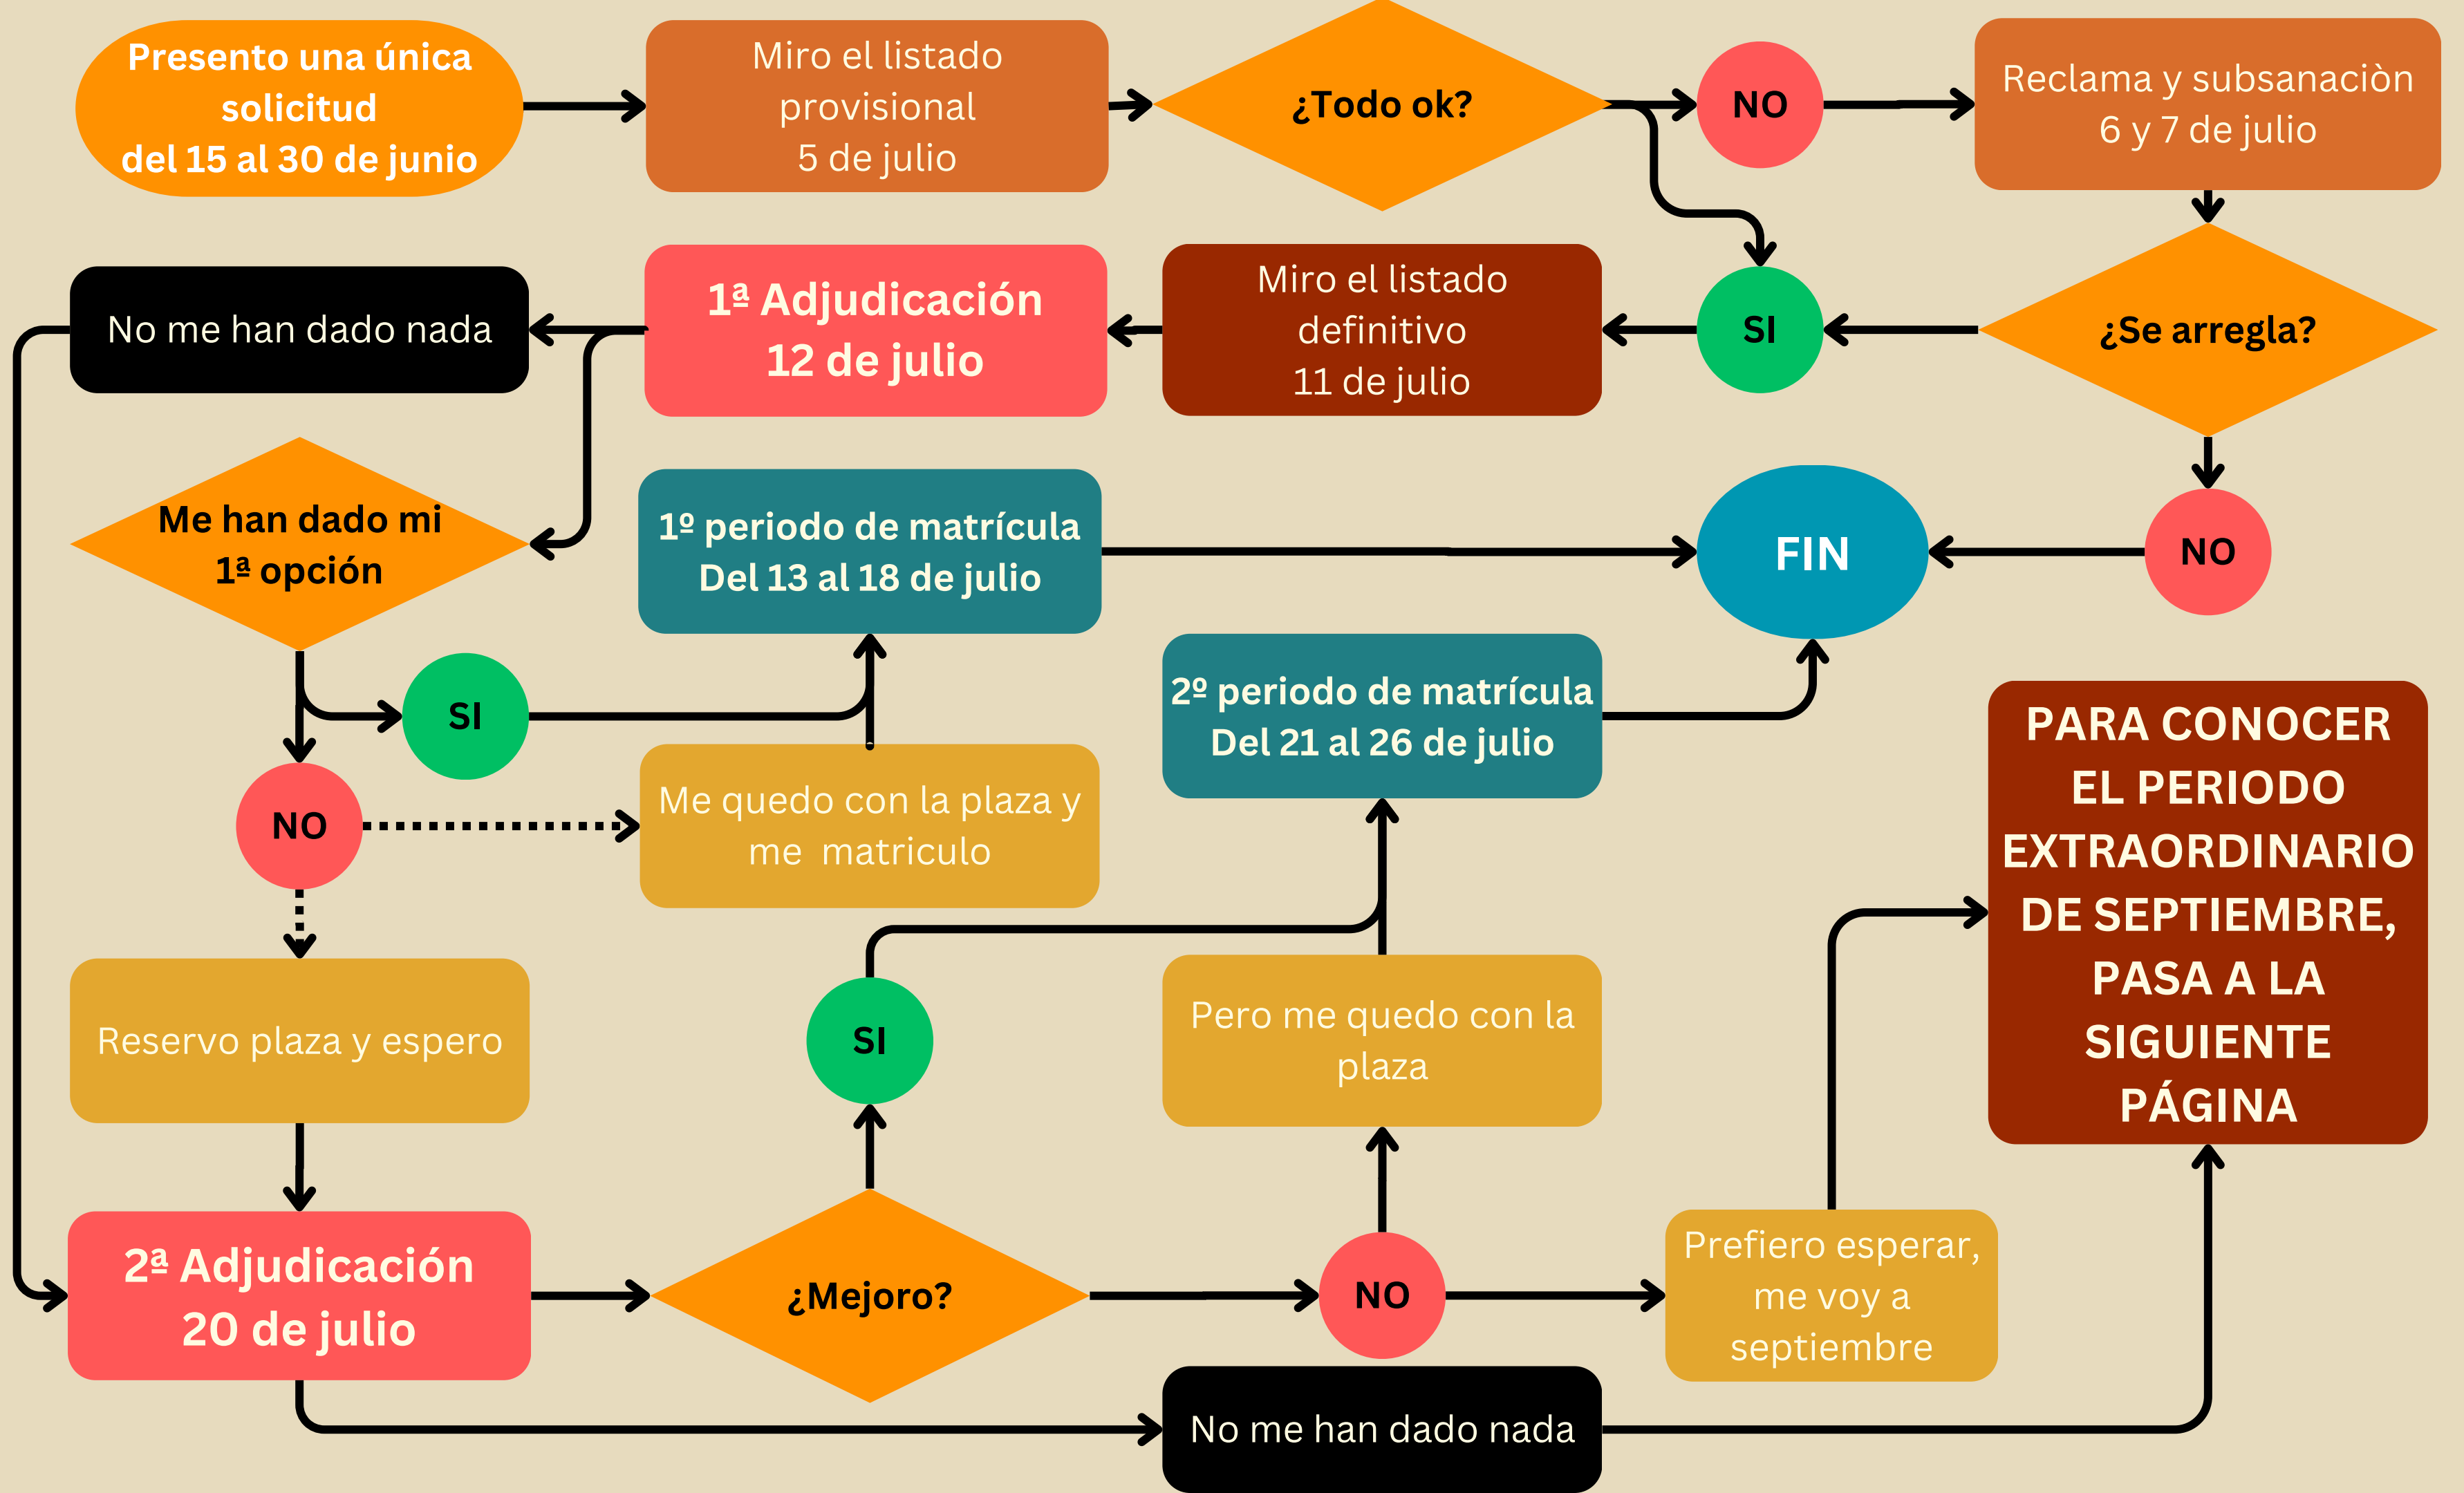 Presento una única
solicitud
del 15 al 30 de junio
Miro el listado
provisional
5 de julio
¿Todo ok?
NO
Reclama y subsanaciòn
6 y 7 de julio
No me han dado nada
1ª Adjudicación
12 de julio
Miro el listado
definitivo
11 de julio
SI
¿Se arregla?
Me han dado mi
1ª opción
1º periodo de matrícula
Del 13 al 18 de julio
FIN
NO
SI
2º periodo de matrícula
Del 21 al 26 de julio
PARA CONOCER
EL PERIODO
EXTRAORDINARIO
DE SEPTIEMBRE,
PASA A LA
SIGUIENTE
PÁGINA
NO
Me quedo con la plaza y
me matriculo
Reservo plaza y espero
SI
Pero me quedo con la
plaza
2ª Adjudicación
20 de julio
¿Mejoro?
NO
Prefiero esperar,
me voy a
septiembre
No me han dado nada